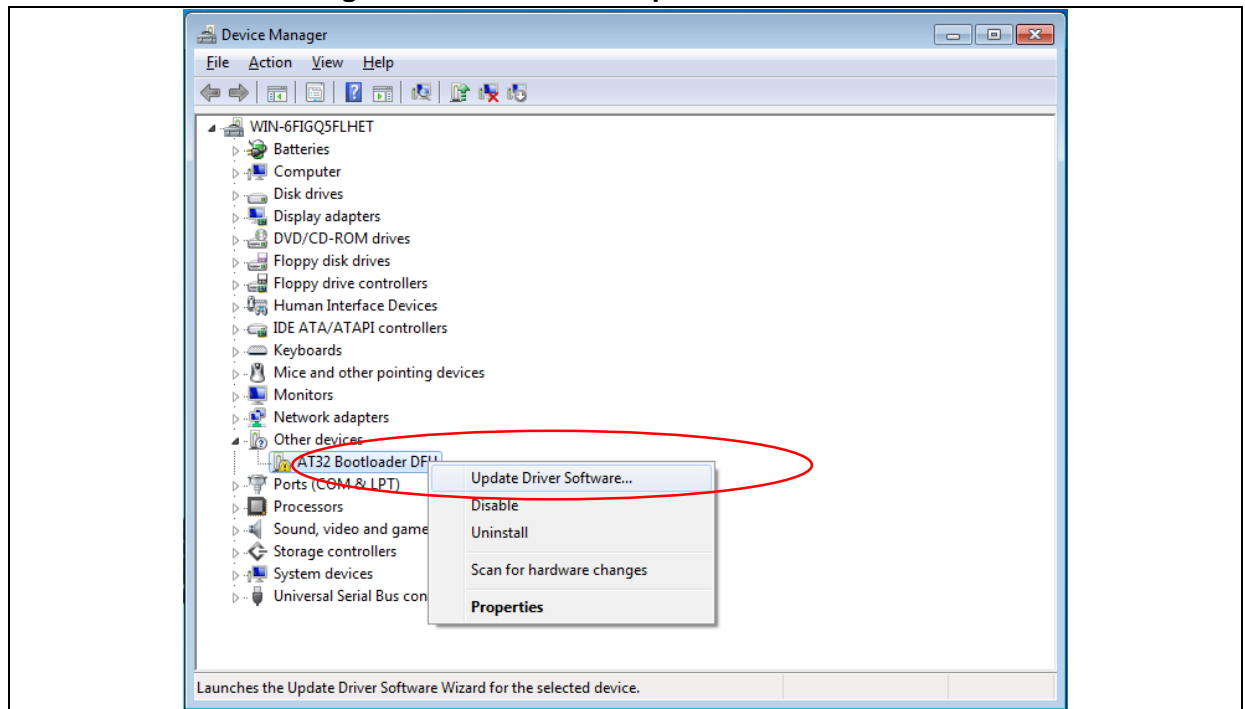 Device Manager
File Action View Help
WIN-6FIGQ5FLHET
Batteries
Computer
Disk drives
Display adapters
DVD/CD-ROM drives
Floppy disk drives
Floppy drive controllers
Human Interface Devices
IDE ATA/ATAPI controllers
Keyboards
Mice and other pointing devices
Monitors
Network adapters
Other devices
AT32 Bootloader DFU
Update Driver Software...
Ports (COM & LPT)
Disable
Processors
Sound, video and game
Uninstall
Storage controllers
Scan for hardware changes
System devices
Universal Serial Bus con
Properties
Launches the Update Driver Software Wizard for the selected device.